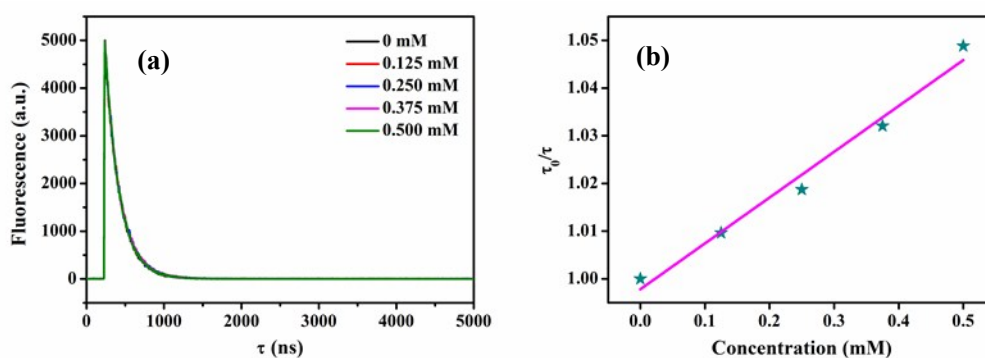 (a)
0 mM
0.125 mM
0.250 mM
0.375 mM
0.500 mM
5000
4000
3000
2000
1000
0
Fluorescence (a.u.)
0 1000 2000 3000 4000 5000
τ (ns)
(b)
1.05
1.04
1.03
1.02
1.01
1.00
τ₀/τ
0.0 0.1 0.2 0.3 0.4 0.5
Concentration (mM)